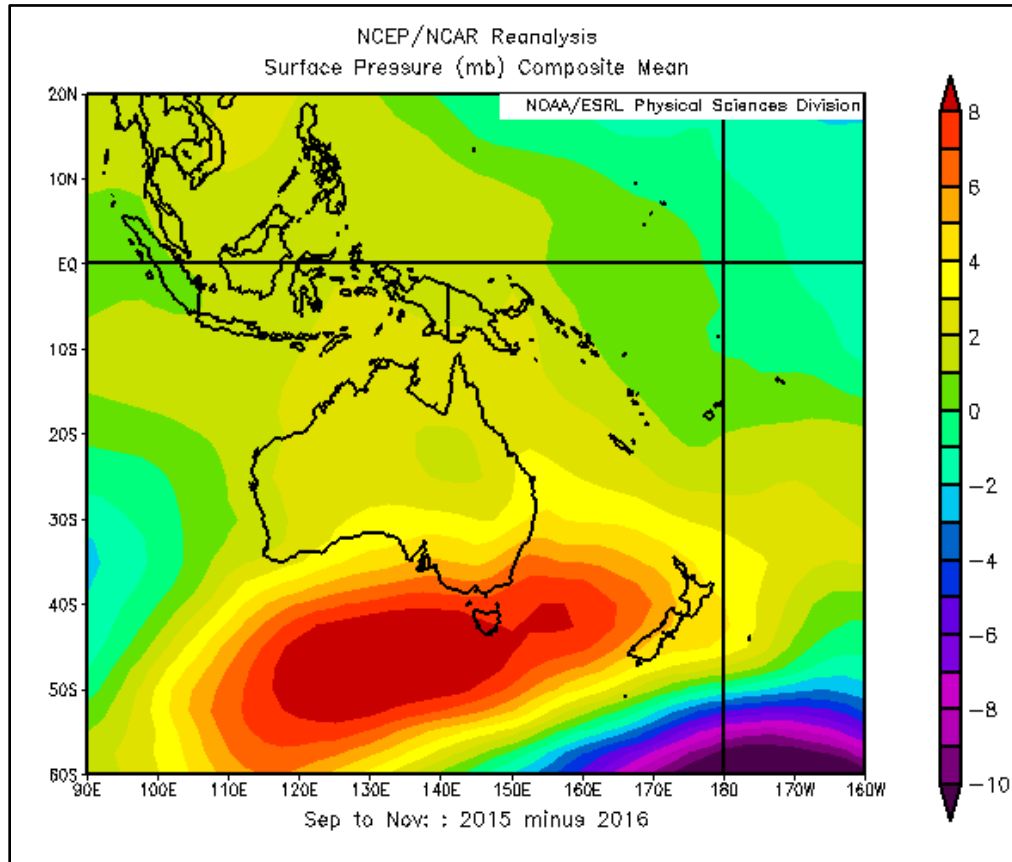 NCEP/NCAR Reanalysis
Surface Pressure (mb) Composite Mean
NOAA/ESRL Physical Sciences Division
20N
10N
EQ
10S
20S
30S
40S
50S
60S
90E 100E 110E 120E 130E 140E 150E 160E 170E 180 170W 160W
8
6
4
2
0
-2
-4
-6
-8
-10
Sep to Nov: : 2015 minus 2016